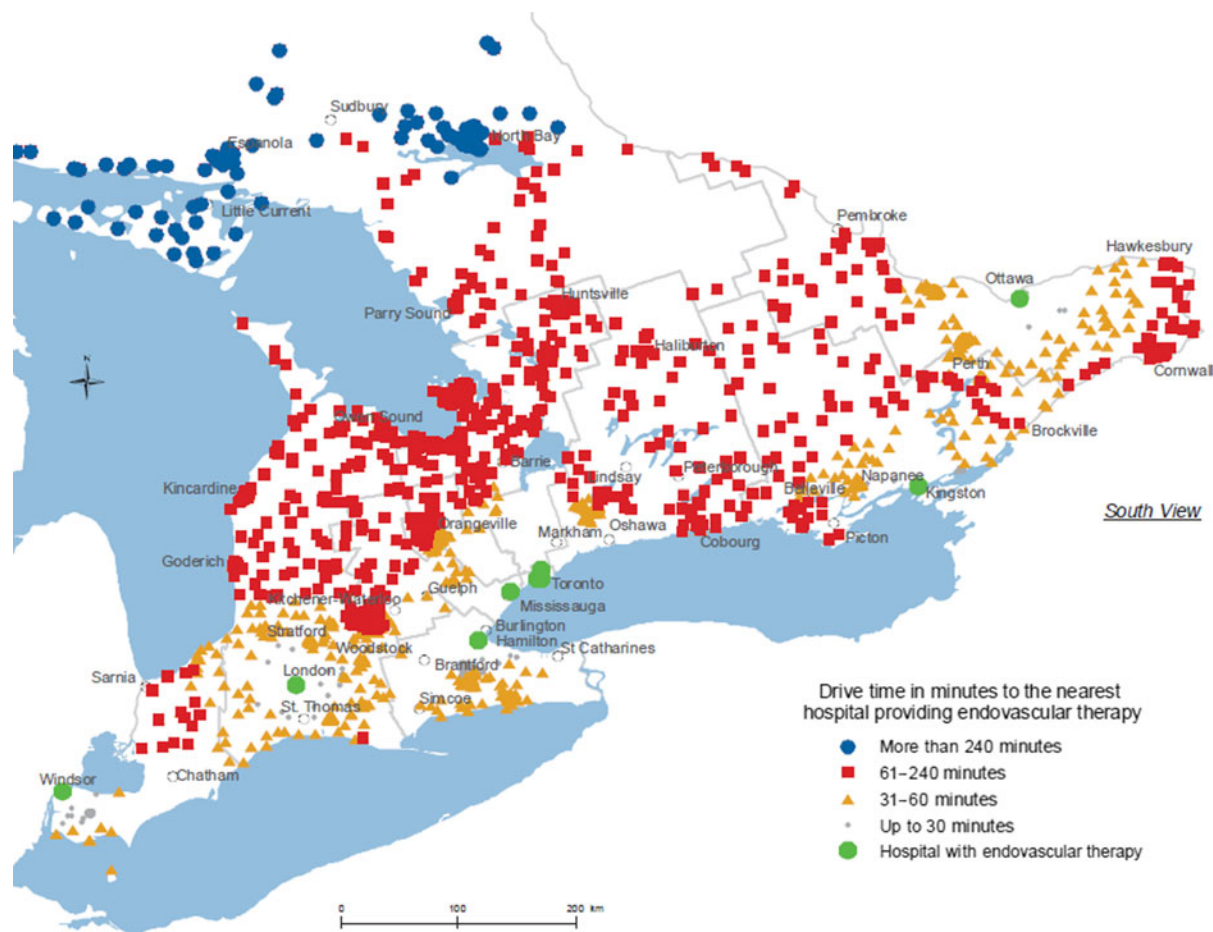 Sudbury
North Bay
Espanola
Little Current
Pembroke
Hawkesbury
Ottawa
Huntsville
Parry Sound
Haliburton
Perth
Cornwall
Owen Sound
Brockville
Barrie
Lindsay
Peterborough
Napanee
Kincardine
Belleville
Kingston
Orangeville
Markham
Oshawa
South View
Cobourg
Picton
Goderich
Toronto
Guelph
Kitchener-Waterloo
Mississauga
Stratford
Burlington
Woodstock
Hamilton
St Catharines
London
Brantford
Sarnia
Simcoe
St. Thomas
Chatham
Windsor
N
Drive time in minutes to the nearest
hospital providing endovascular therapy
More than 240 minutes
61–240 minutes
31–60 minutes
Up to 30 minutes
Hospital with endovascular therapy
0 100 200 km